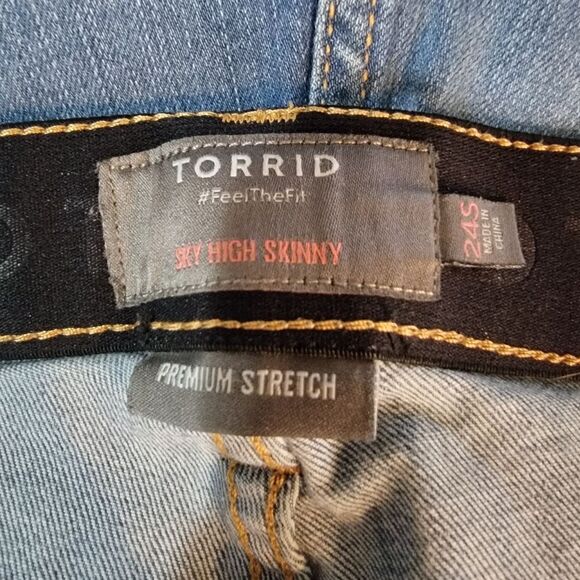 TORRID
#FeelTheFit
SKY HIGH SKINNY
24S
MADE IN
CHINA
PREMIUM STRETCH